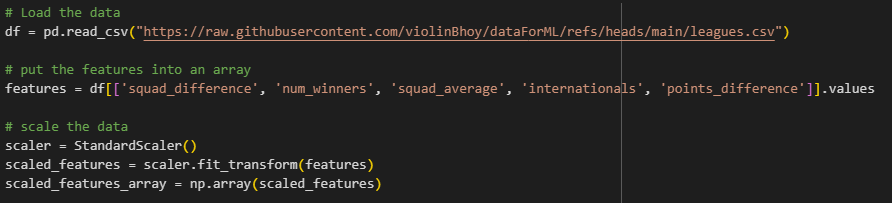 # Load the data
df = pd.read_csv("https://raw.githubusercontent.com/violinBhoy/dataForML/refs/heads/main/leagues.csv")
# put the features into an array
features = df[['squad_difference', 'num_winners', 'squad_average', 'internationals', 'points_difference']].values
# scale the data
scaler = StandardScaler()
scaled_features = scaler.fit_transform(features)
scaled_features_array = np.array(scaled_features)